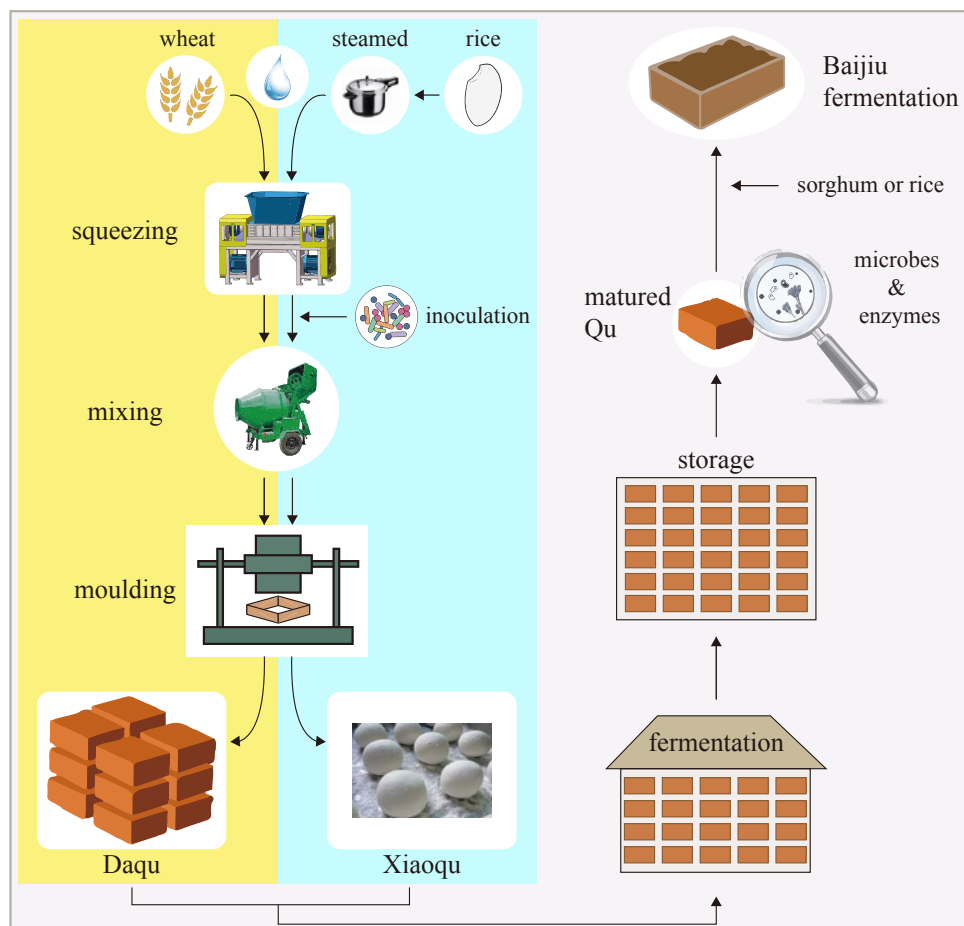 wheat
steamed
rice
squeezing
inoculation
mixing
moulding
Daqu
Xiaoqu
Baijiu
fermentation
sorghum or rice
microbes
&
enzymes
matured
Qu
storage
fermentation